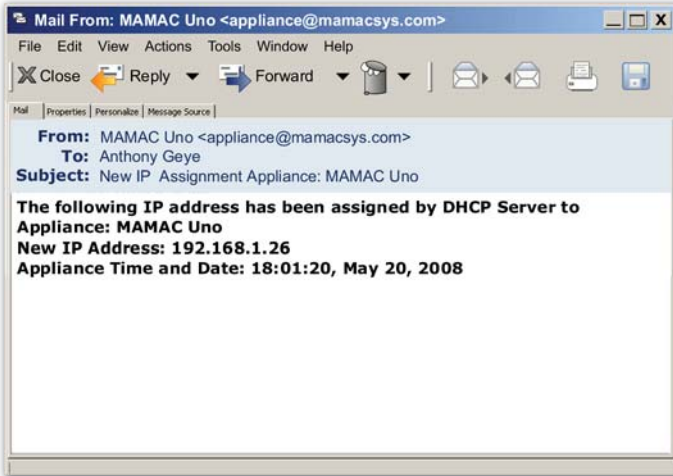 Mail From: MAMAC Uno <appliance@mamacsys.com>
File Edit View Actions Tools Window Help
Close Reply Forward
Mail Properties Personalize Message Source
From: MAMAC Uno <appliance@mamacsys.com>
To: Anthony Geye
Subject: New IP Assignment Appliance: MAMAC Uno
The following IP address has been assigned by DHCP Server to
Appliance: MAMAC Uno
New IP Address: 192.168.1.26
Appliance Time and Date: 18:01:20, May 20, 2008